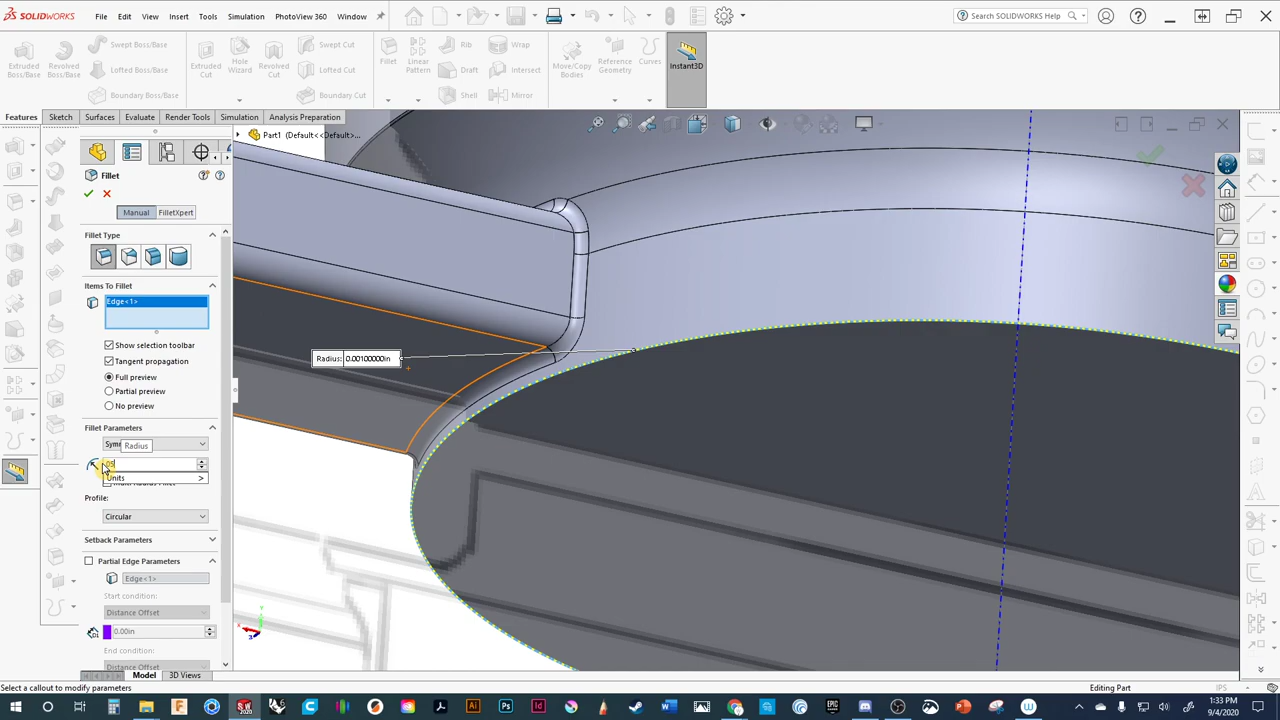 SOLIDWORKS File Edit View Insert Tools Simulation PhotoView 360 Window Search SolidWorks Help
Extruded Boss/Base Revolved Boss/Base Swept Boss/Base Lofted Boss/Base Boundary Boss/Base Extruded Cut Hole Wizard Revolved Cut Swept Cut Lofted Cut Boundary Cut Fillet Linear Pattern Rib Draft Shell Wrap Intersect Mirror Move/Copy Bodies Reference Geometry Curves Instant3D
Features Sketch Surfaces Evaluate Render Tools Simulation Analysis Preparation
Part1 (Default<<Default>...
Fillet
Manual FilletXpert
Fillet Type
Items To Fillet
Edge<1>
Show selection toolbar
Tangent propagation
Full preview
Partial preview
No preview
Radius: 0.00100000in
Fillet Parameters
Radius
Units >
Multi Radius Fillet
Profile:
Circular
Setback Parameters
Partial Edge Parameters
Edge<1>
Start condition:
Distance Offset
0.00in
End condition:
Distance Offset
Model 3D Views
Select a callout to modify parameters Editing Part IPS
1:33 PM
9/4/2020